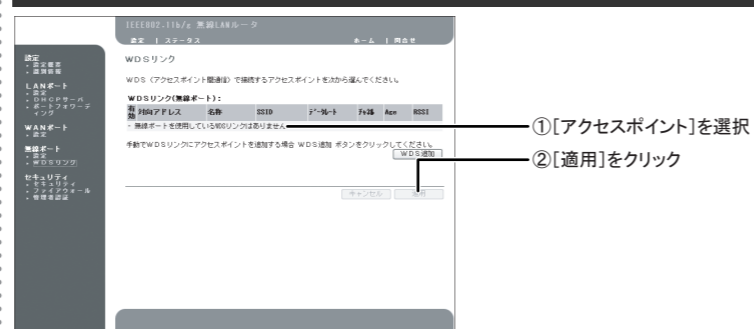 IEEE802.11b/g 無線LANルータ
設定 | ステータス ホーム | 問合せ
設定
・設定概要
・識別情報
LANポート
・設定
・DHCPサーバ
・ポートフォワーディング
WANポート
・設定
無線ポート
・設定
・WDSリンク
セキュリティ
・セキュリティ
・ファイアウォール
・管理者認証
WDSリンク
WDS（アクセスポイント間通信）で接続するアクセスポイントを次から選んでください。
WDSリンク(無線ポート)：
有効 対向アドレス 名称 SSID データレート チャネル Age RSSI
- 無線ポートを使用しているWDSリンクはありません
手動でWDSリンクにアクセスポイントを追加する場合 WDS追加 ボタンをクリックしてください。
WDS追加
キャンセル 適用
①[アクセスポイント]を選択
②[適用]をクリック